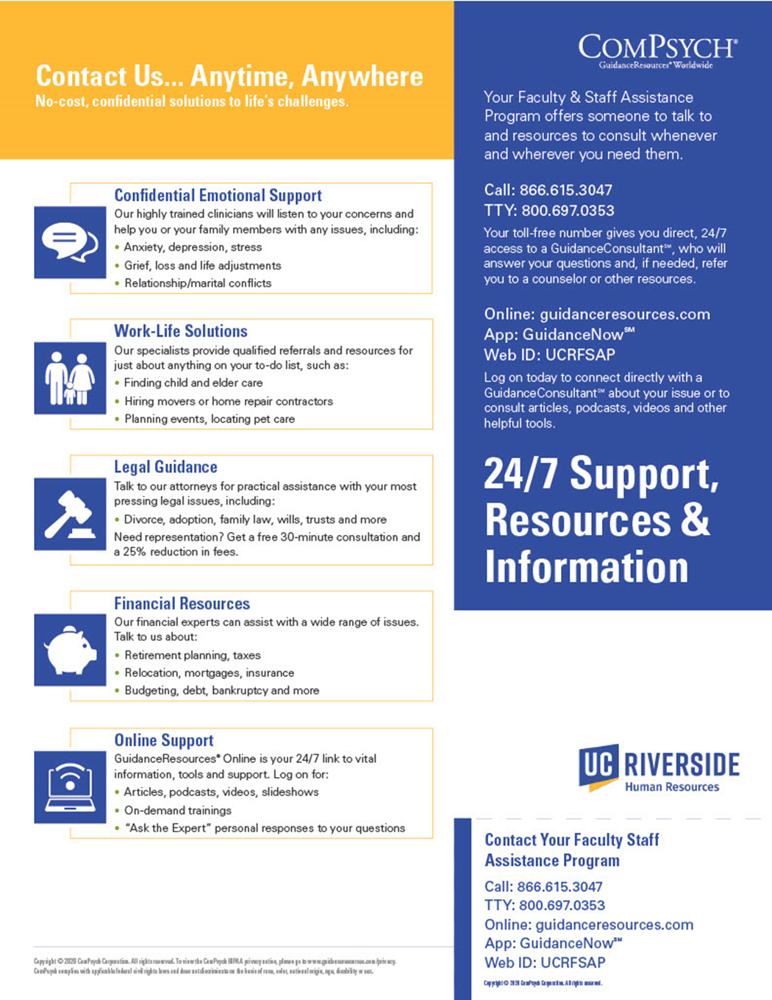 Contact Us... Anytime, Anywhere
No-cost, confidential solutions to life's challenges.
Confidential Emotional Support
Our highly trained clinicians will listen to your concerns and
help you or your family members with any issues, including:
• Anxiety, depression, stress
• Grief, loss and life adjustments
• Relationship/marital conflicts
Work-Life Solutions
Our specialists provide qualified referrals and resources for
just about anything on your to-do list, such as:
• Finding child and elder care
• Hiring movers or home repair contractors
• Planning events, locating pet care
Legal Guidance
Talk to our attorneys for practical assistance with your most
pressing legal issues, including:
• Divorce, adoption, family law, wills, trusts and more
Need representation? Get a free 30-minute consultation and
a 25% reduction in fees.
Financial Resources
Our financial experts can assist with a wide range of issues.
Talk to us about:
• Retirement planning, taxes
• Relocation, mortgages, insurance
• Budgeting, debt, bankruptcy and more
Online Support
GuidanceResources® Online is your 24/7 link to vital
information, tools and support. Log on for:
• Articles, podcasts, videos, slideshows
• On-demand trainings
• “Ask the Expert” personal responses to your questions
Copyright © 2020 ComPsych Corporation. All rights reserved. To view the ComPsych HIPAA privacy notice, please go to www.guidanceresources.com/privacy.
ComPsych complies with applicable federal civil rights laws and does not discriminate on the basis of race, color, national origin, age, disability or sex.
COMPSYCH®
GuidanceResources® Worldwide
Your Faculty & Staff Assistance
Program offers someone to talk to
and resources to consult whenever
and wherever you need them.
Call: 866.615.3047
TTY: 800.697.0353
Your toll-free number gives you direct, 24/7
access to a GuidanceConsultant℠, who will
answer your questions and, if needed, refer
you to a counselor or other resources.
Online: guidanceresources.com
App: GuidanceNow℠
Web ID: UCRFSAP
Log on today to connect directly with a
GuidanceConsultant℠ about your issue or to
consult articles, podcasts, videos and other
helpful tools.
24/7 Support,
Resources &
Information
UC RIVERSIDE
Human Resources
Contact Your Faculty Staff
Assistance Program
Call: 866.615.3047
TTY: 800.697.0353
Online: guidanceresources.com
App: GuidanceNow℠
Web ID: UCRFSAP
Copyright © 2020 ComPsych Corporation. All rights reserved.